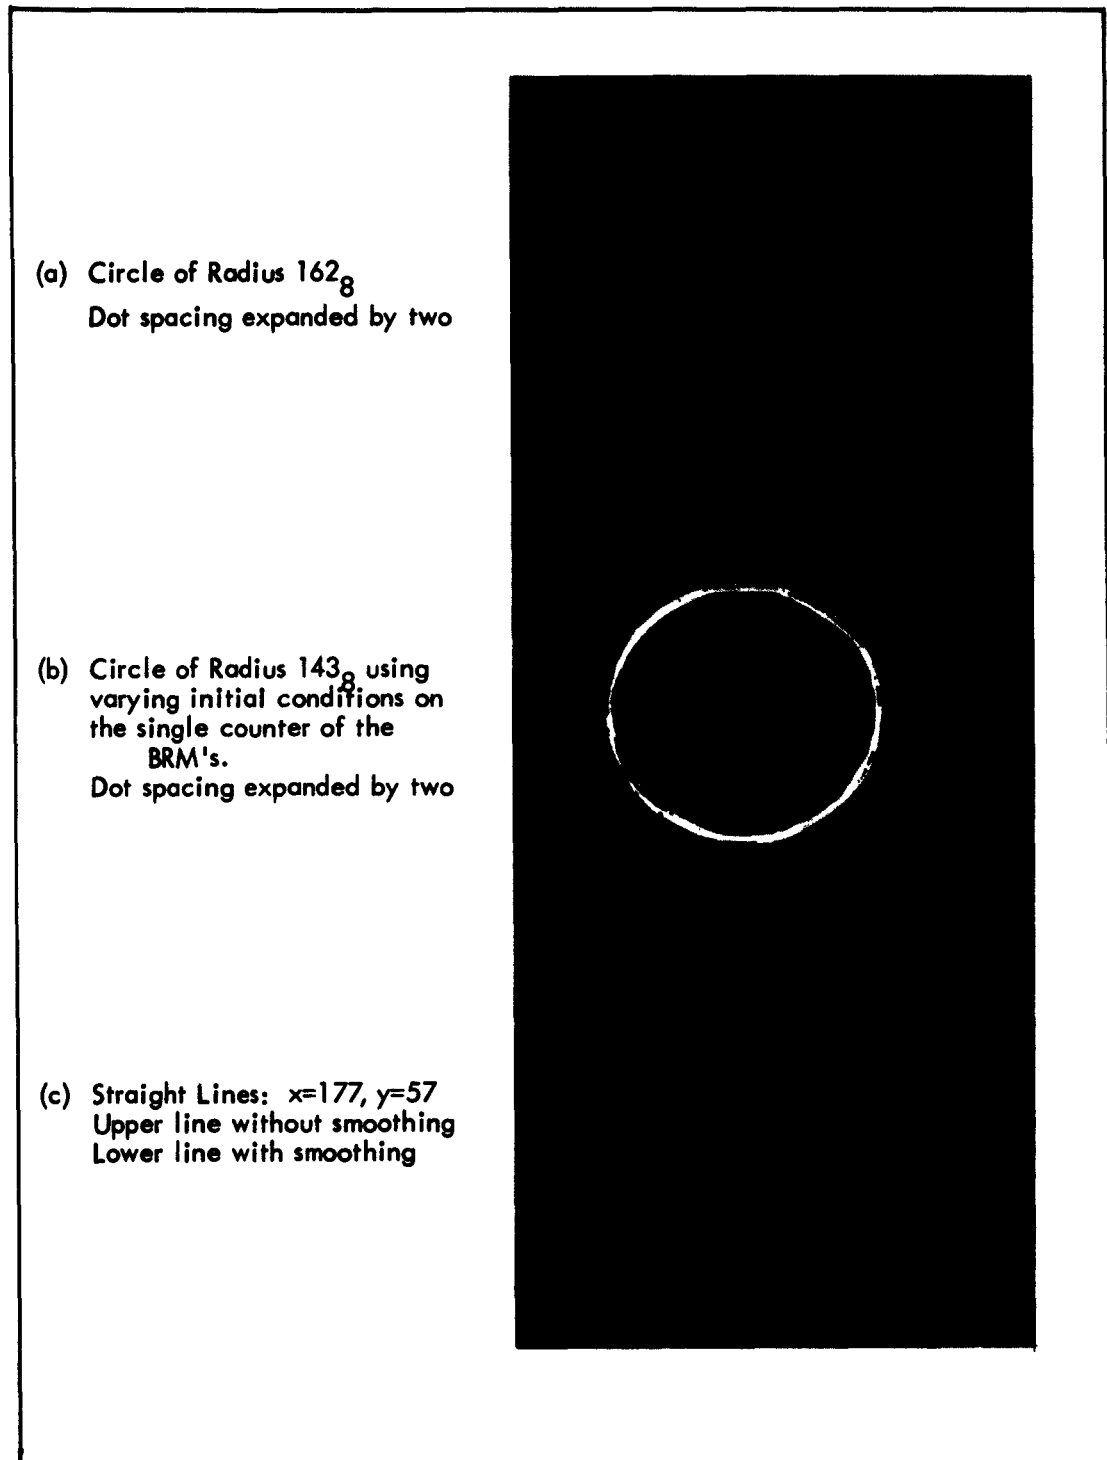 (a) Circle of Radius 162₈
Dot spacing expanded by two
(b) Circle of Radius 143₈ using
varying initial conditions on
the single counter of the
BRM's.
Dot spacing expanded by two
(c) Straight Lines: x=177, y=57
Upper line without smoothing
Lower line with smoothing